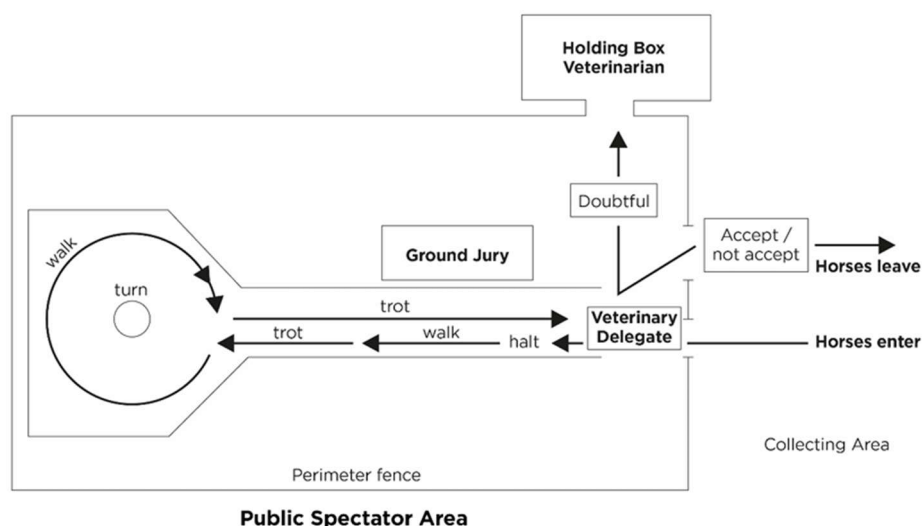 Holding Box
Veterinarian
Doubtful
Accept /
not accept
Horses leave
Ground Jury
walk
turn
trot
Veterinary
Delegate
trot
walk
halt
Horses enter
Collecting Area
Perimeter fence
Public Spectator Area